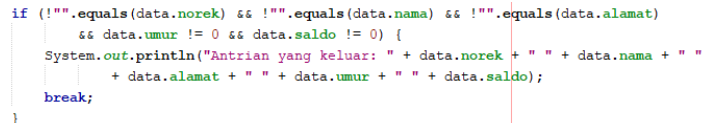 if (!"".equals(data.norek) && !"".equals(data.nama) && !"".equals(data.alamat)
&& data.umur != 0 && data.saldo != 0) {
System.out.println("Antrian yang keluar: " + data.norek + " " + data.nama + " "
+ data.alamat + " " + data.umur + " " + data.saldo);
break;
}